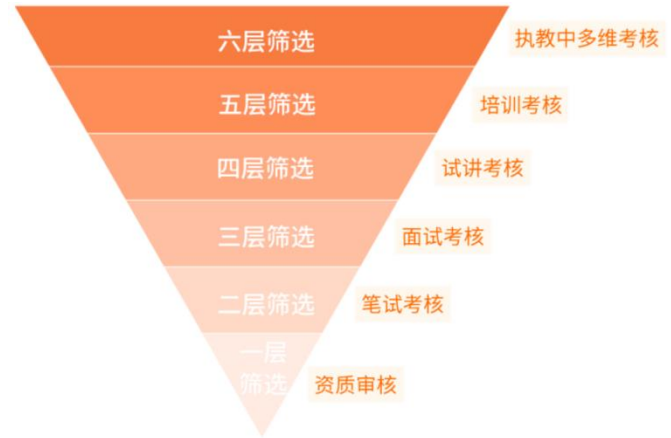 六层筛选
执教中多维考核
五层筛选
培训考核
四层筛选
试讲考核
三层筛选
面试考核
二层筛选
笔试考核
一层
筛选
资质审核